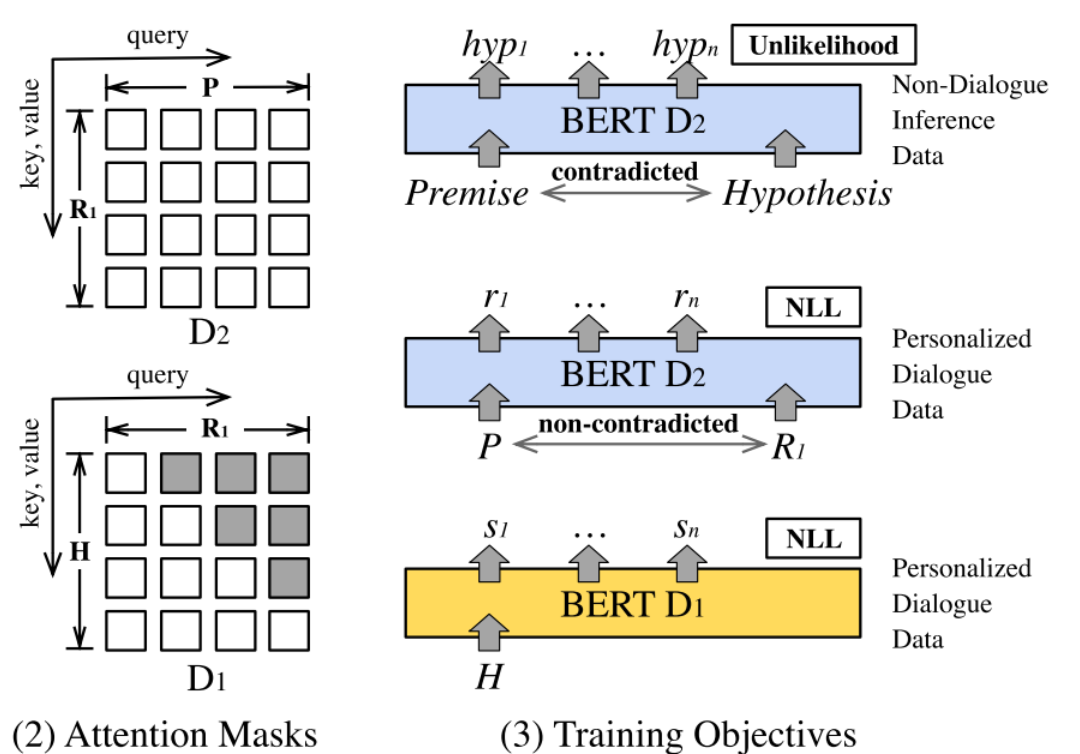 query
P
key, value
R1
D2
query
R1
key, value
H
D1
(2) Attention Masks
hyp1 … hypn
Unlikelihood
BERT D2
Non-Dialogue
Inference
Data
contradicted
Premise
Hypothesis
r1 … rn
NLL
BERT D2
Personalized
Dialogue
Data
non-contradicted
P
R1
s1 … sn
NLL
BERT D1
Personalized
Dialogue
Data
H
(3) Training Objectives